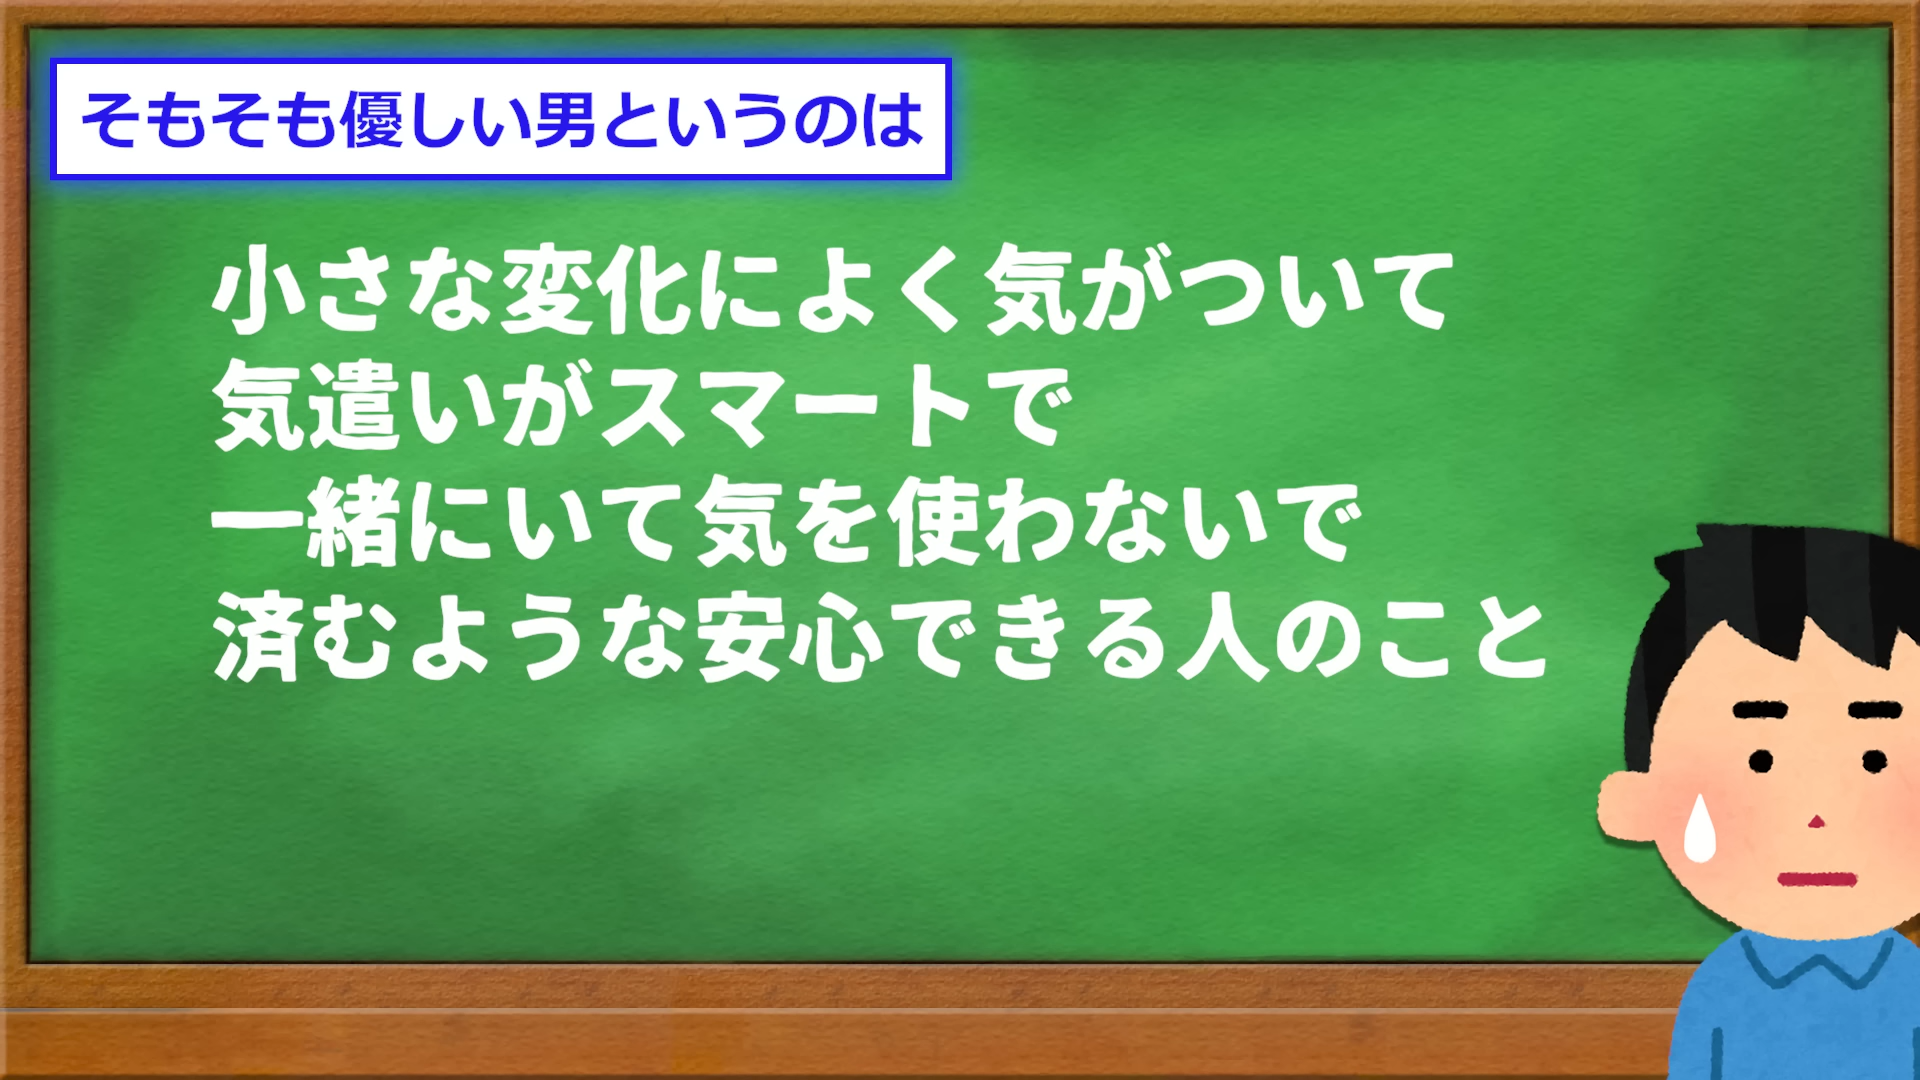 そもそも優しい男というのは
小さな変化によく気がついて
気遣いがスマートで
一緒にいて気を使わないで
済むような安心できる人のこと